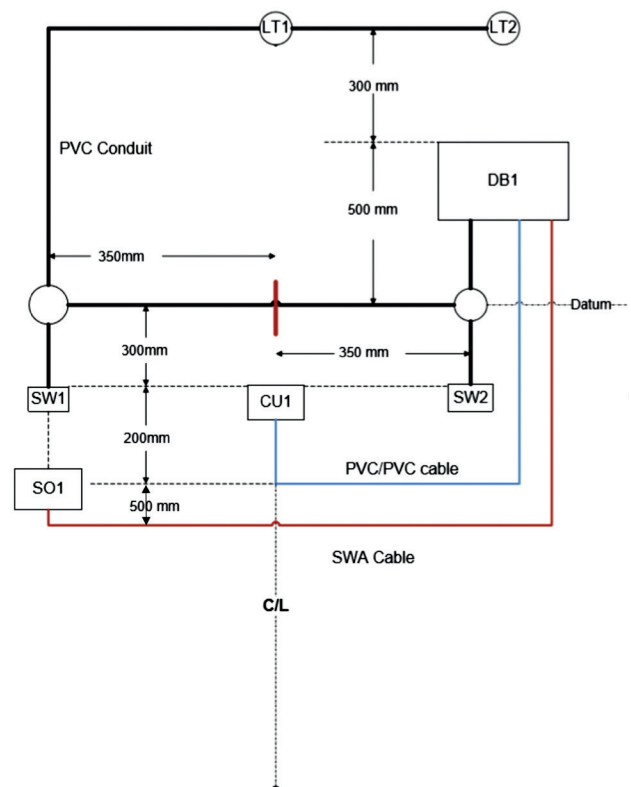 LT1
LT2
300 mm
PVC Conduit
DB1
500 mm
350mm
Datum
300mm
350 mm
SW1
CU1
SW2
200mm
PVC/PVC cable
SO1
500 mm
SWA Cable
C/L